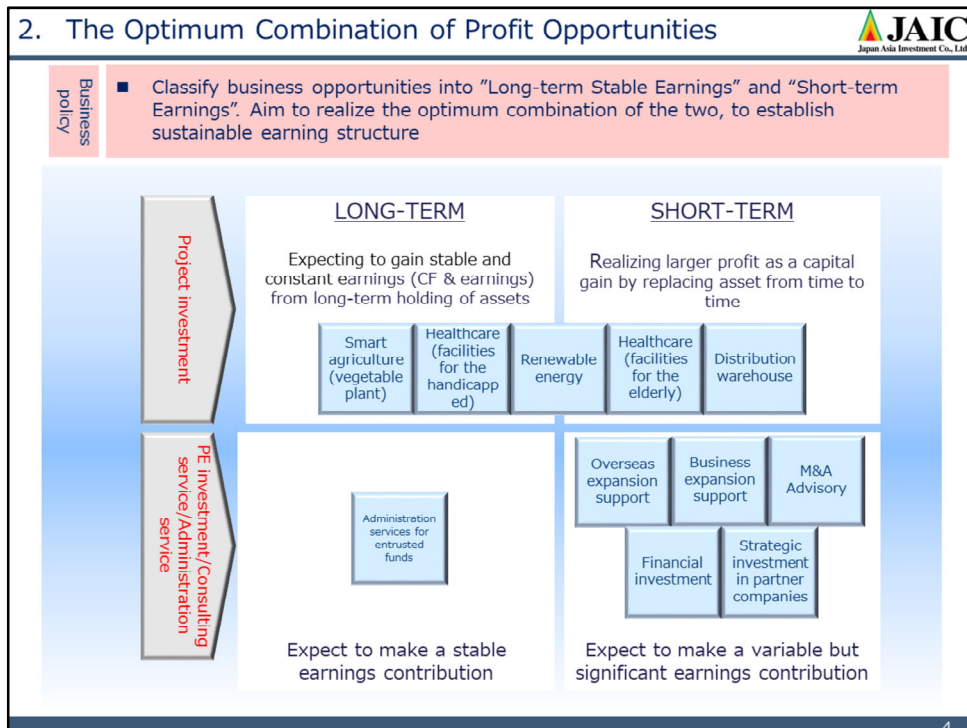 2. The Optimum Combination of Profit Opportunities
JAIC
Japan Asia Investment Co., Ltd
Business
policy
■ Classify business opportunities into ”Long-term Stable Earnings” and “Short-term
Earnings”. Aim to realize the optimum combination of the two, to establish
sustainable earning structure
Project investment
LONG-TERM
Expecting to gain stable and
constant earnings (CF & earnings)
from long-term holding of assets
SHORT-TERM
Realizing larger profit as a capital
gain by replacing asset from time to
time
Smart
agriculture
(vegetable
plant)
Healthcare
(facilities
for the
handicapp
ed)
Renewable
energy
Healthcare
(facilities
for the
elderly)
Distribution
warehouse
PE investment/Consulting
service/Administration
service
Administration
services for
entrusted
funds
Expect to make a stable
earnings contribution
Overseas
expansion
support
Business
expansion
support
M&A
Advisory
Financial
investment
Strategic
investment
in partner
companies
Expect to make a variable but
significant earnings contribution
4